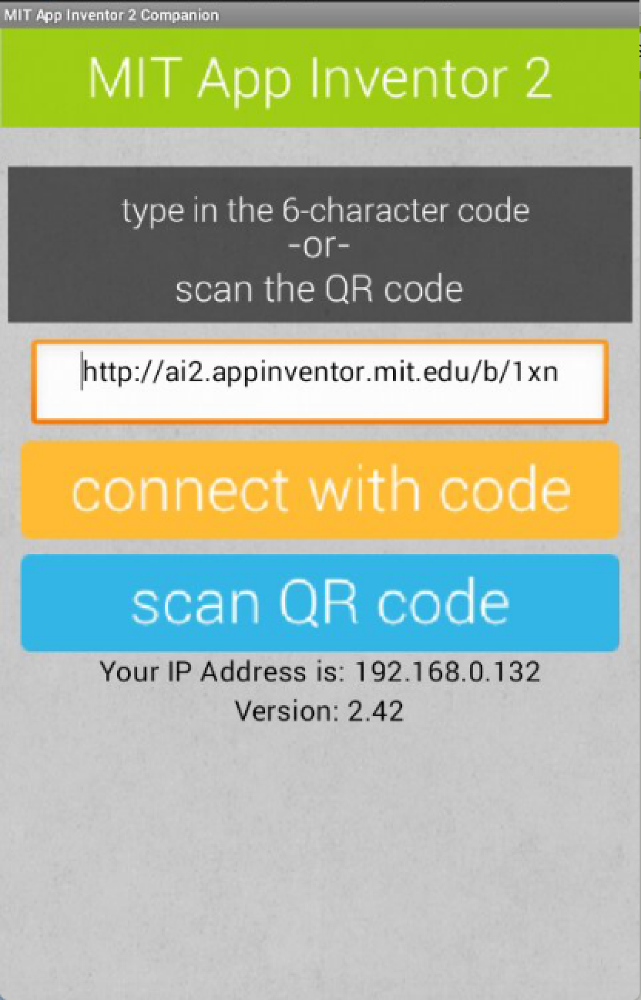 MIT App Inventor 2 Companion
MIT App Inventor 2
type in the 6-character code
-or-
scan the QR code
http://ai2.appinventor.mit.edu/b/1xn
connect with code
scan QR code
Your IP Address is: 192.168.0.132
Version: 2.42